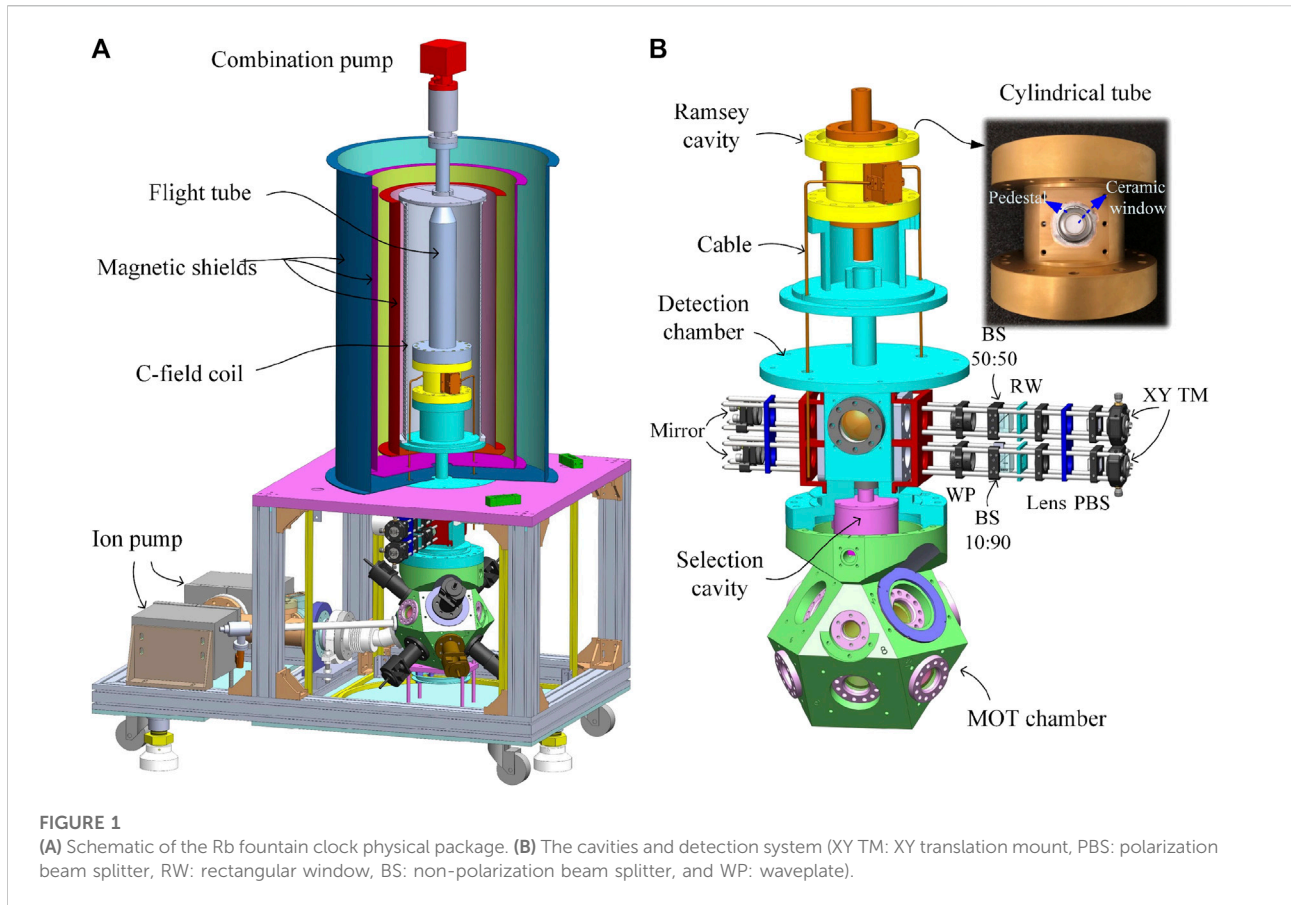 A
Combination pump
Flight tube
Magnetic shields
C-field coil
Ion pump
B
Ramsey
cavity
Cylindrical tube
Pedestal
Ceramic
window
Cable
Detection
chamber
BS
50:50
RW
XY TM
Mirror
WP
BS
10:90
Lens PBS
Selection
cavity
MOT chamber
FIGURE 1
(A) Schematic of the Rb fountain clock physical package. (B) The cavities and detection system (XY TM: XY translation mount, PBS: polarization
beam splitter, RW: rectangular window, BS: non-polarization beam splitter, and WP: waveplate).